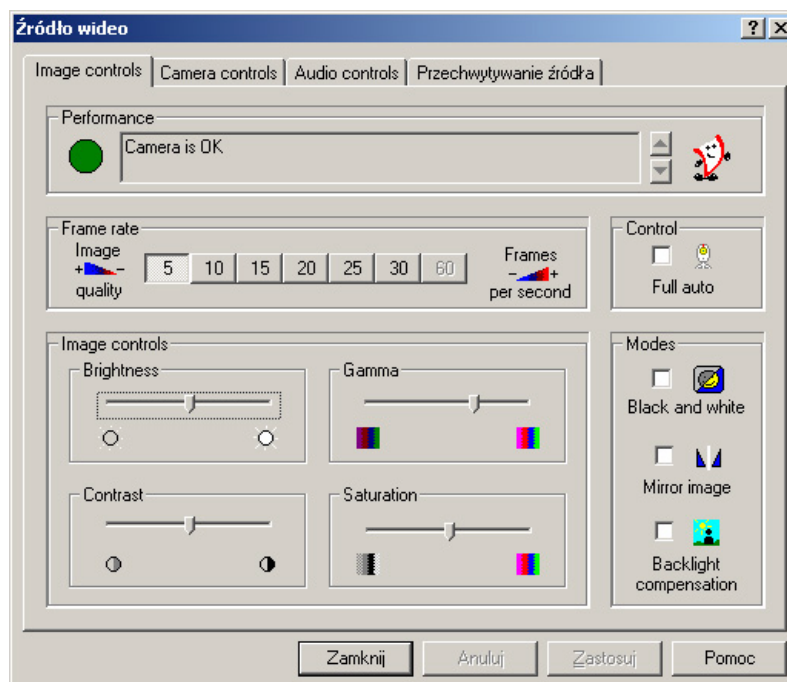 Źródło wideo
Image controls Camera controls Audio controls Przechwytywanie źródła
Performance
Camera is OK
Frame rate
Image
quality
5 10 15 20 25 30 60
Frames
per second
Control
Full auto
Image controls
Brightness
Gamma
Contrast
Saturation
Modes
Black and white
Mirror image
Backlight
compensation
Zamknij Anuluj Zastosuj Pomoc